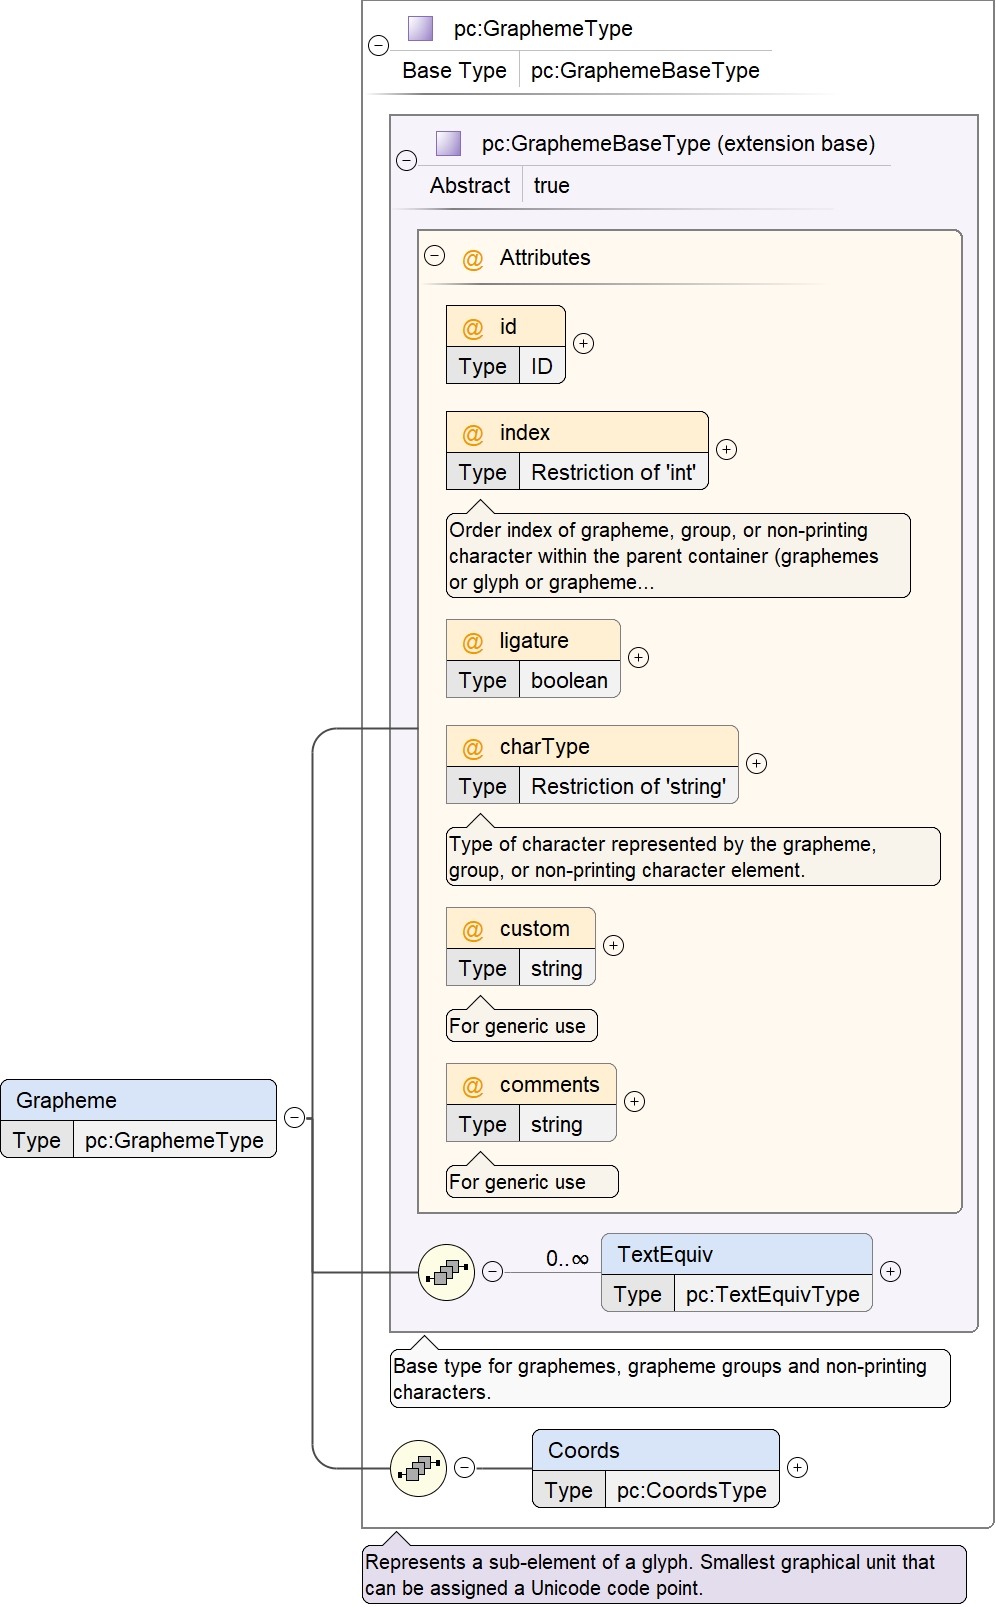 pc:GraphemeType
Base Type pc:GraphemeBaseType
pc:GraphemeBaseType (extension base)
Abstract true
@ Attributes
@ id
Type ID
@ index
Type Restriction of 'int'
Order index of grapheme, group, or non-printing
character within the parent container (graphemes
or glyph or grapheme...
@ ligature
Type boolean
@ charType
Type Restriction of 'string'
Type of character represented by the grapheme,
group, or non-printing character element.
@ custom
Type string
For generic use
@ comments
Type string
For generic use
Grapheme
Type pc:GraphemeType
0..∞
TextEquiv
Type pc:TextEquivType
Base type for graphemes, grapheme groups and non-printing
characters.
Coords
Type pc:CoordsType
Represents a sub-element of a glyph. Smallest graphical unit that
can be assigned a Unicode code point.